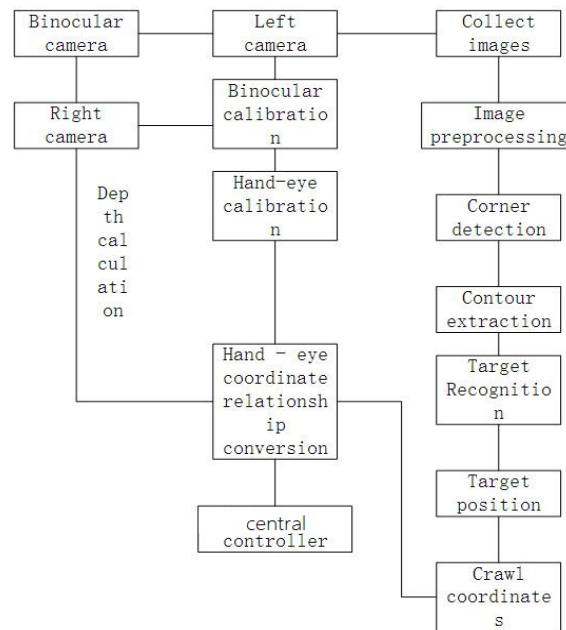 Binocular
camera
Left
camera
Collect
images
Right
camera
Binocular
calibratio
n
Image
preprocessing
Dep
th
cal
cul
ati
on
Hand-eye
calibratio
n
Corner
detection
Contour
extraction
Hand - eye
coordinate
relationsh
ip
conversion
Target
Recognitio
n
Target
position
central
controller
Crawl
coordinate
s